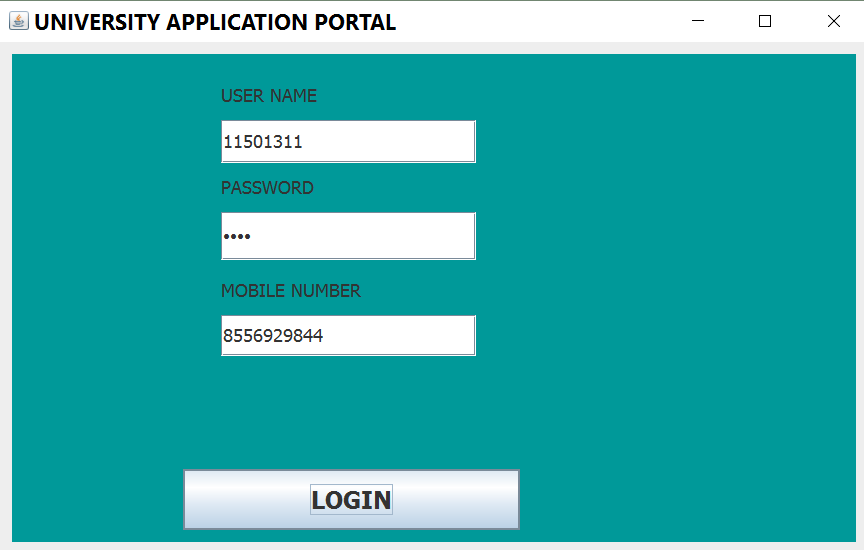 UNIVERSITY APPLICATION PORTAL
USER NAME
11501311
PASSWORD
••••
MOBILE NUMBER
8556929844
LOGIN